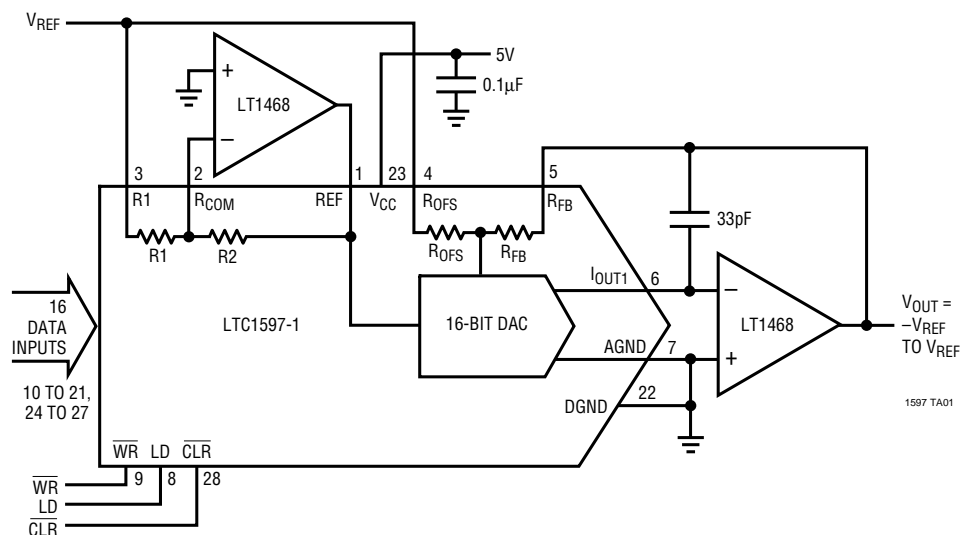 VREF
5V
0.1µF
+
LT1468
−
3 2 1 23 4 5
R1 RCOM REF VCC ROFS RFB
33pF
R1 R2 ROFS RFB
IOUT1 6
16
DATA
INPUTS
LTC1597-1
16-BIT DAC
−
LT1468
+
VOUT =
–VREF
TO VREF
AGND 7
10 TO 21,
24 TO 27
DGND 22
1597 TA01
WR LD CLR
9 8 28
WR
LD
CLR